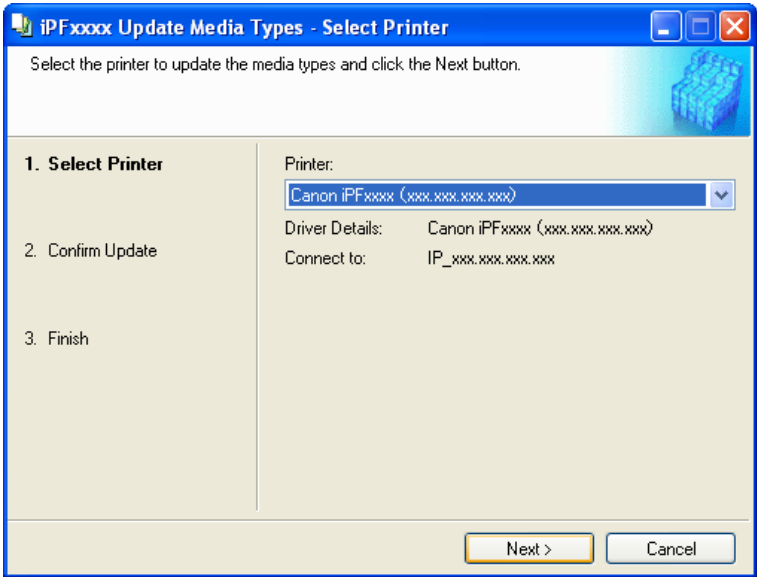 iPFxxxx Update Media Types - Select Printer
Select the printer to update the media types and click the Next button.
1. Select Printer
2. Confirm Update
3. Finish
Printer:
Canon iPFxxxx (xxx.xxx.xxx.xxx)
Driver Details: Canon iPFxxxx (xxx.xxx.xxx.xxx)
Connect to: IP_xxx.xxx.xxx.xxx
Next >
Cancel